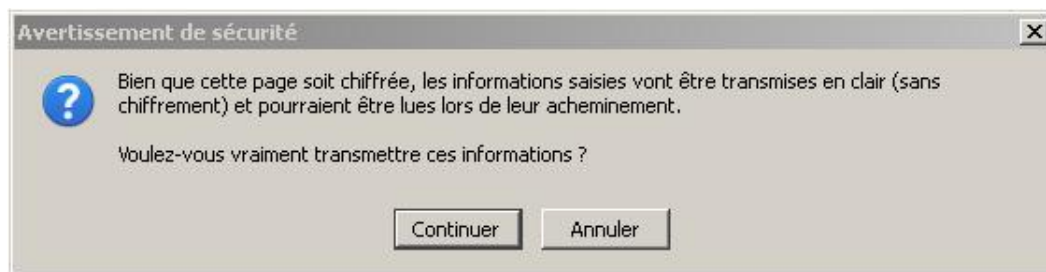 Avertissement de sécurité
Bien que cette page soit chiffrée, les informations saisies vont être transmises en clair (sans
chiffrement) et pourraient être lues lors de leur acheminement.
Voulez-vous vraiment transmettre ces informations ?
Continuer Annuler